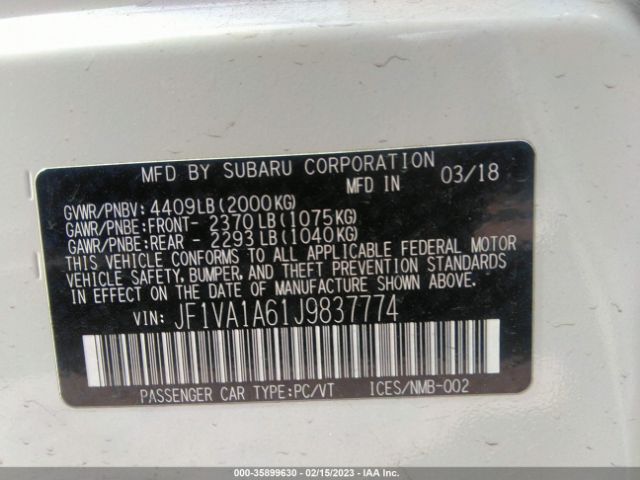 MFD BY SUBARU CORPORATION
MFD IN 03/18
GVWR/PNBV: 4409LB(2000KG)
GAWR/PNBE:FRONT- 2370LB(1075KG)
GAWR/PNBE:REAR - 2293LB(1040KG)
THIS VEHICLE CONFORMS TO ALL APPLICABLE FEDERAL MOTOR
VEHICLE SAFETY, BUMPER, AND THEFT PREVENTION STANDARDS
IN EFFECT ON THE DATE OF MANUFACTURE SHOWN ABOVE.
VIN: JF1VA1A61J9837774
PASSENGER CAR TYPE:PC/VT ICES/NMB-002
000-35899630 - 02/15/2023 - IAA Inc.